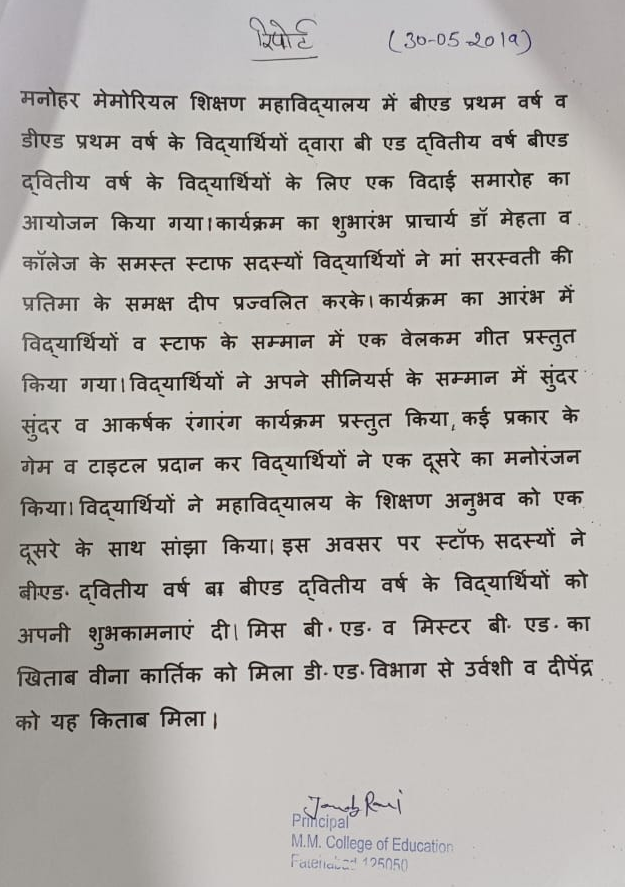 रिपोर्ट (30-05-2019)
मनोहर मेमोरियल शिक्षण महाविद्यालय में बीएड प्रथम वर्ष व
डीएड प्रथम वर्ष के विद्यार्थियों द्वारा बी एड द्वितीय वर्ष बीएड
द्वितीय वर्ष के विद्यार्थियों के लिए एक विदाई समारोह का
आयोजन किया गया।कार्यक्रम का शुभारंभ प्राचार्य डॉ मेहता व
कॉलेज के समस्त स्टाफ सदस्यों विद्यार्थियों ने मां सरस्वती की
प्रतिमा के समक्ष दीप प्रज्वलित करके। कार्यक्रम का आरंभ में
विद्यार्थियों व स्टाफ के सम्मान में एक वेलकम गीत प्रस्तुत
किया गया।विद्यार्थियों ने अपने सीनियर्स के सम्मान में सुंदर
सुंदर व आकर्षक रंगारंग कार्यक्रम प्रस्तुत किया, कई प्रकार के
गेम व टाइटल प्रदान कर विद्यार्थियों ने एक दूसरे का मनोरंजन
किया। विद्यार्थियों ने महाविद्यालय के शिक्षण अनुभव को एक
दूसरे के साथ सांझा किया। इस अवसर पर स्टॉफ सदस्यों ने
बीएड. द्वितीय वर्ष बा बीएड द्वितीय वर्ष के विद्यार्थियों को
अपनी शुभकामनाएं दी। मिस बी. एड. व मिस्टर बी. एड. का
खिताब वीना कार्तिक को मिला डी. एड. विभाग से उर्वशी व दीपेंद्र
को यह किताब मिला।
Principal
M.M. College of Education
Fatehabad 125050